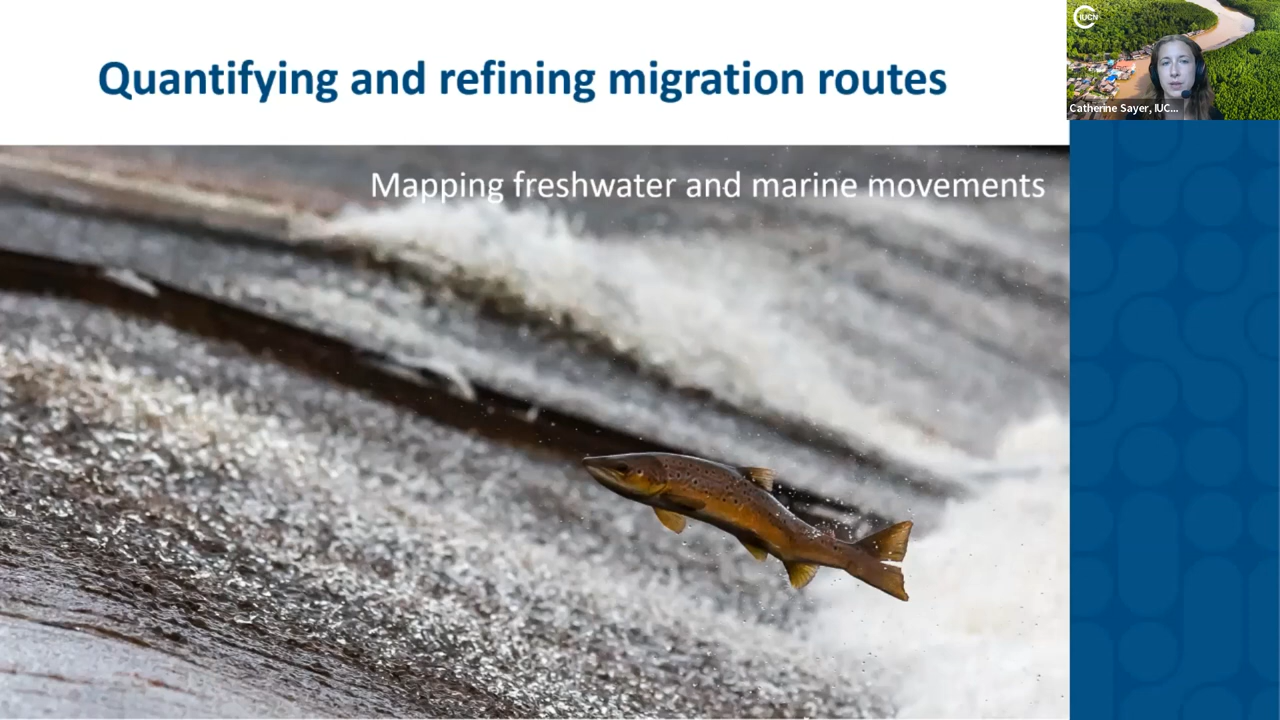 Quantifying and refining migration routes
IUCN
Catherine Sayer, IUC...
Mapping freshwater and marine movements